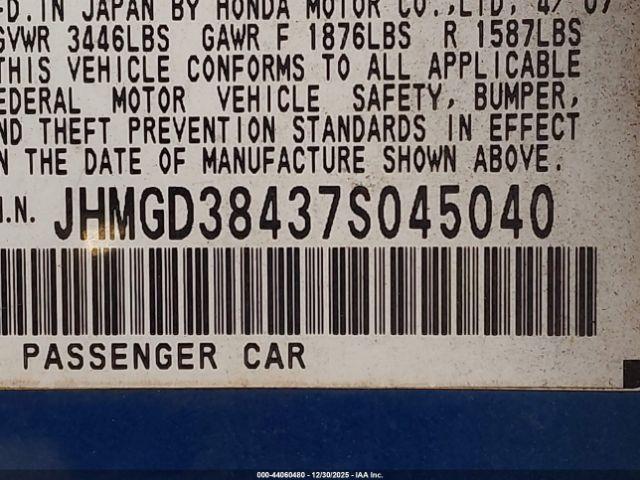 FD.IN JAPAN BY HONDA MOTOR CO.,LTD, 4/07
GVWR 3446LBS GAWR F 1876LBS R 1587LBS
THIS VEHICLE CONFORMS TO ALL APPLICABLE
EDERAL MOTOR VEHICLE SAFETY, BUMPER,
ND THEFT PREVENTION STANDARDS IN EFFECT
N THE DATE OF MANUFACTURE SHOWN ABOVE.
I.N. JHMGD38437S045040
PASSENGER CAR
000-44060480 - 12/30/2025 - IAA Inc.